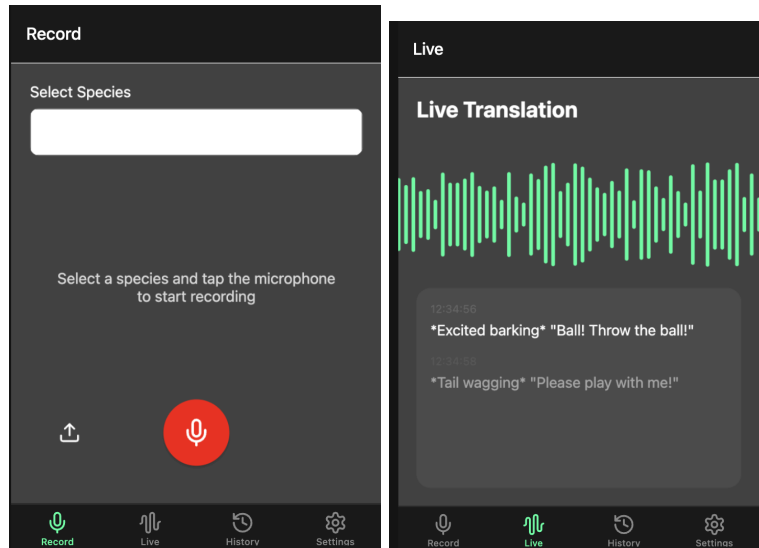 Record
Select Species
Select a species and tap the microphone
to start recording
Record
Live
History
Settings
Live
Live Translation
12:34:56
*Excited barking* "Ball! Throw the ball!"
12:34:58
*Tail wagging* "Please play with me!"
Record
Live
History
Settings